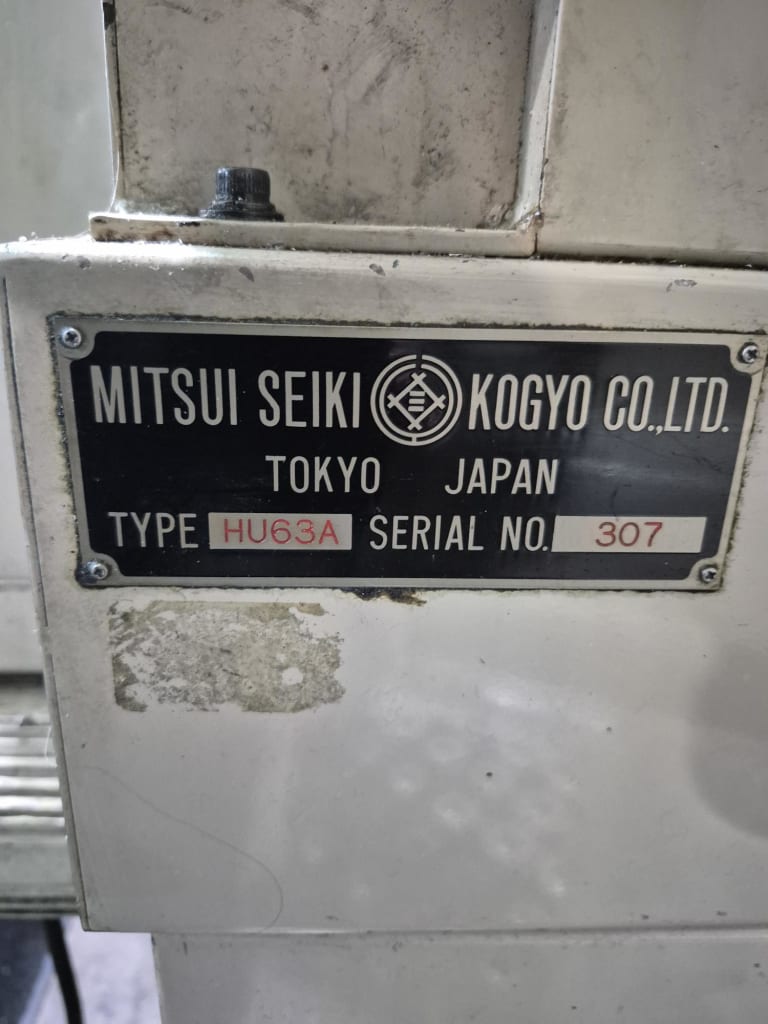 MITSUI SEIKI KOGYO CO.,LTD.
TOKYO JAPAN
TYPE HU63A SERIAL NO. 307